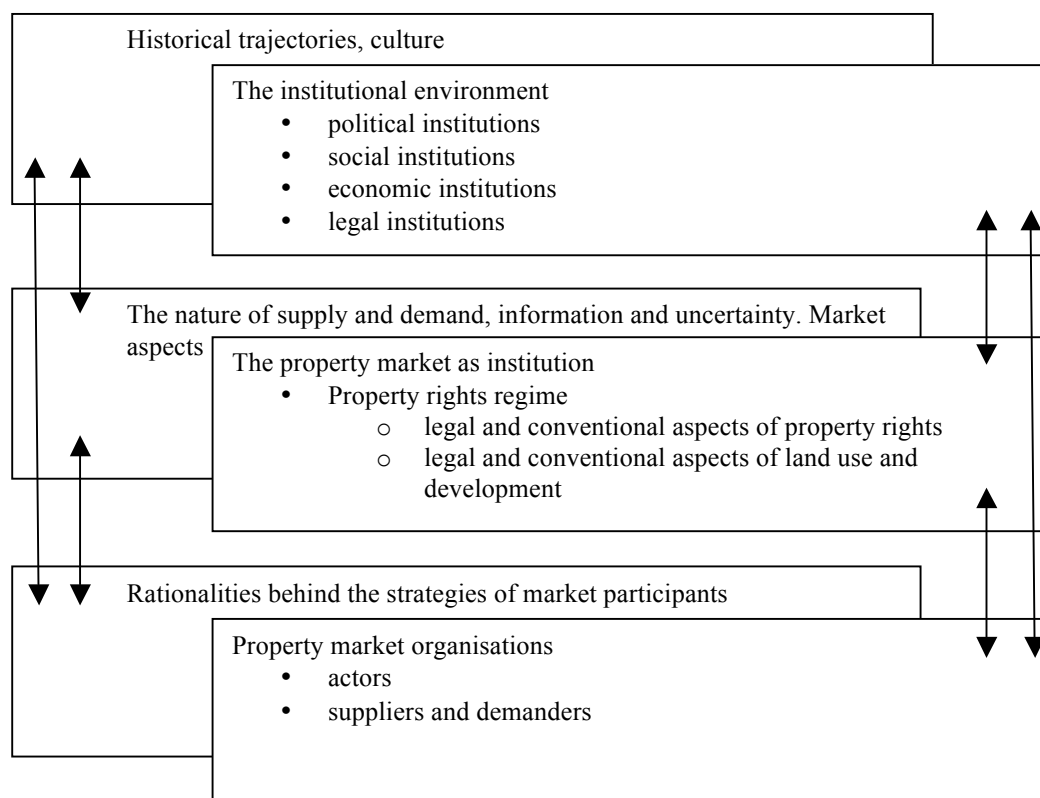 Historical trajectories, culture
The institutional environment
• political institutions
• social institutions
• economic institutions
• legal institutions
The nature of supply and demand, information and uncertainty. Market
aspects
The property market as institution
• Property rights regime
o legal and conventional aspects of property rights
o legal and conventional aspects of land use and
development
Rationalities behind the strategies of market participants
Property market organisations
• actors
• suppliers and demanders